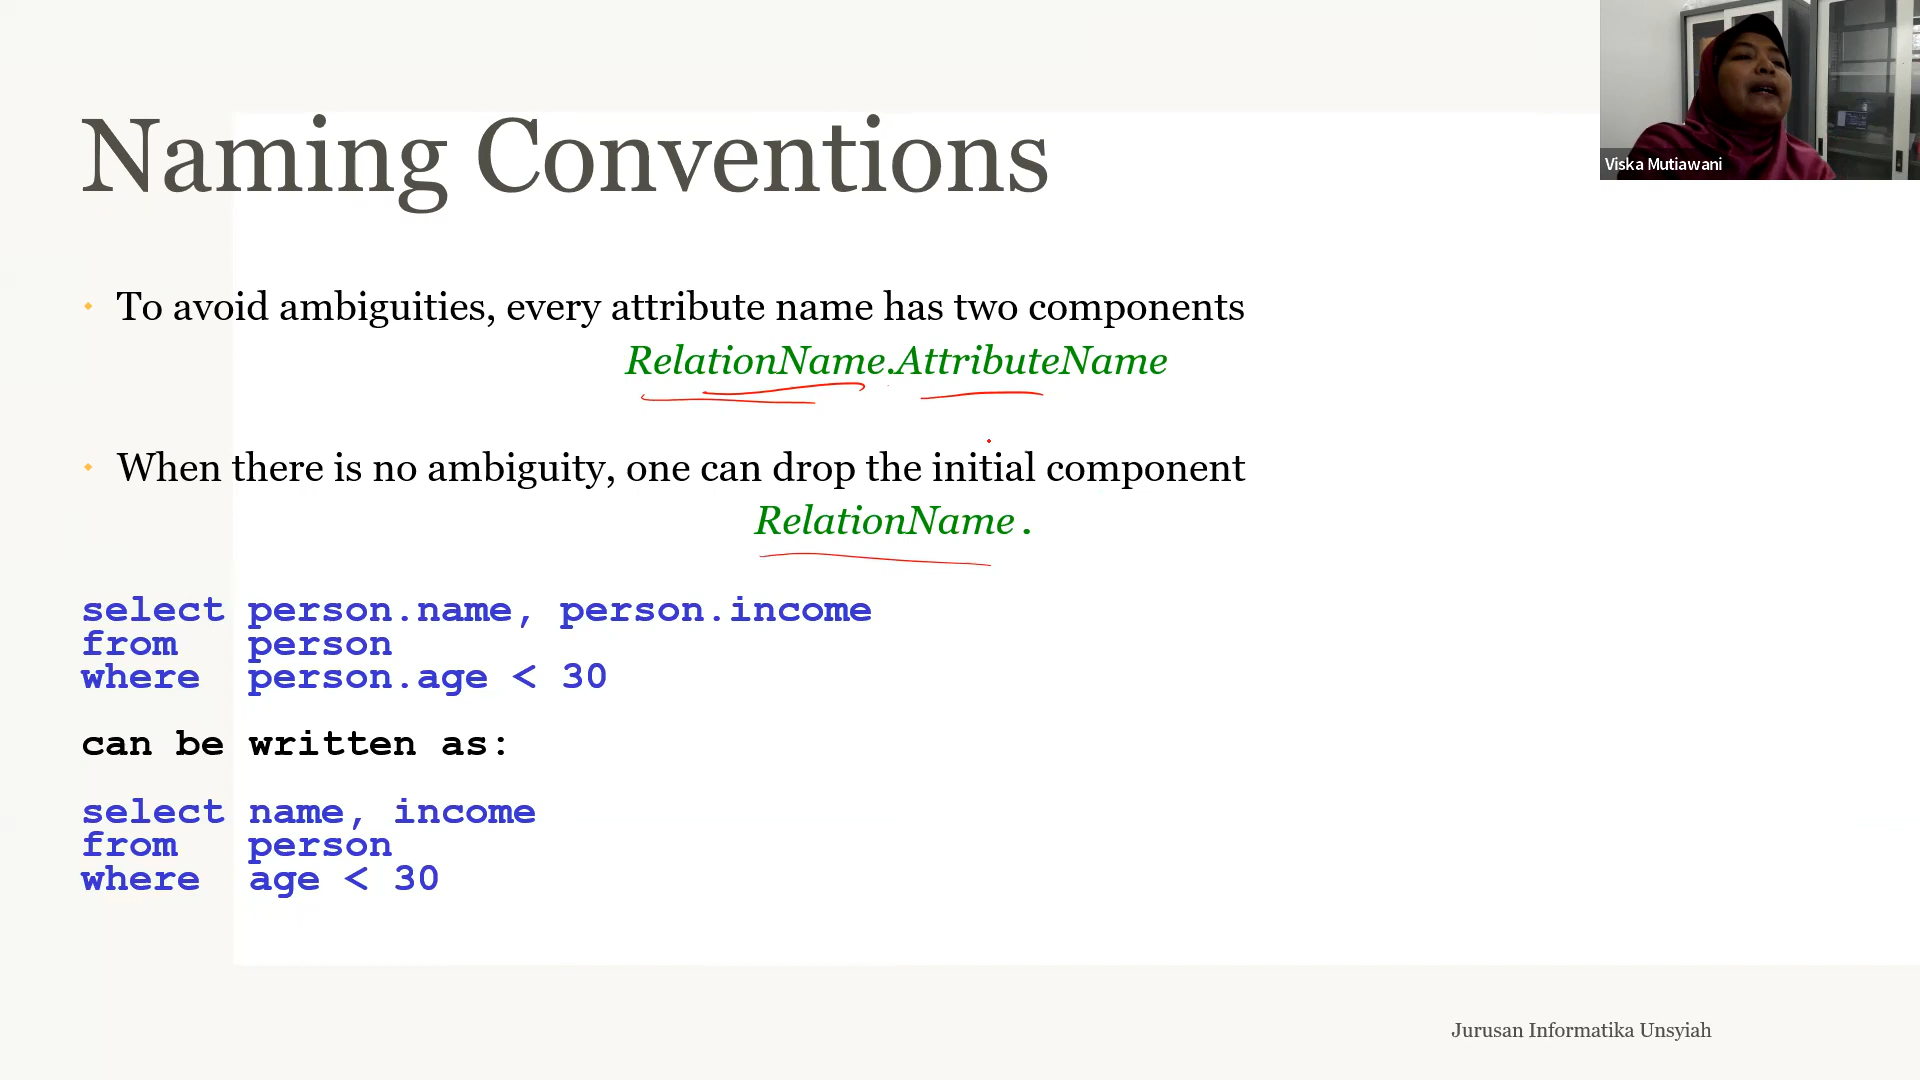 Viska Mutiawani
Naming Conventions
To avoid ambiguities, every attribute name has two components
RelationName.AttributeName
When there is no ambiguity, one can drop the initial component
RelationName.
select person.name, person.income
from person
where person.age < 30
can be written as:
select name, income
from person
where age < 30
Jurusan Informatika Unsyiah